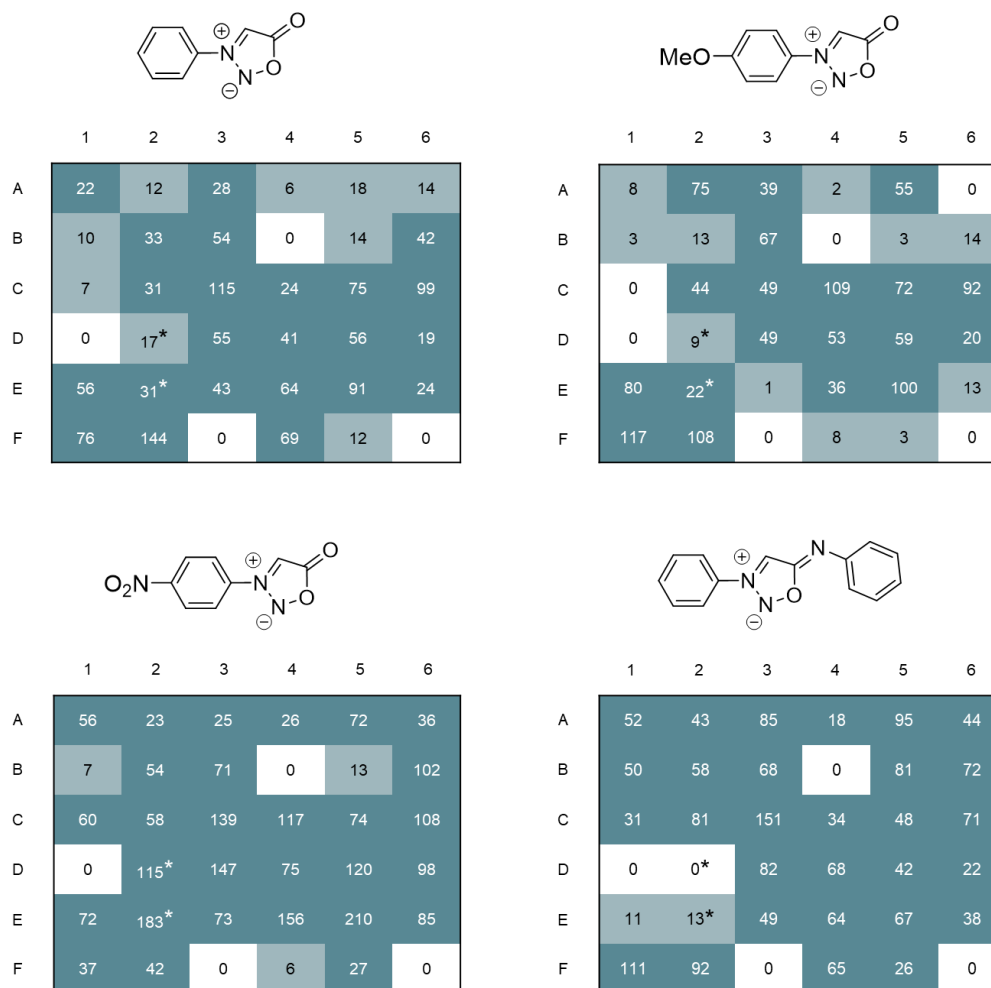 O O
⊕ ⊕
N O MeO N O
N N
⊖ ⊖
1 2 3 4 5 6 1 2 3 4 5 6
A 22 12 28 6 18 14 A 8 75 39 2 55 0
B 10 33 54 0 14 42 B 3 13 67 0 3 14
C 7 31 115 24 75 99 C 0 44 49 109 72 92
D 0 17* 55 41 56 19 D 0 9* 49 53 59 20
E 56 31* 43 64 91 24 E 80 22* 1 36 100 13
F 76 144 0 69 12 0 F 117 108 0 8 3 0
O N
⊕ ⊕
O₂N N O N O
N N
⊖ ⊖
1 2 3 4 5 6 1 2 3 4 5 6
A 56 23 25 26 72 36 A 52 43 85 18 95 44
B 7 54 71 0 13 102 B 50 58 68 0 81 72
C 60 58 139 117 74 108 C 31 81 151 34 48 71
D 0 115* 147 75 120 98 D 0 0* 82 68 42 22
E 72 183* 73 156 210 85 E 11 13* 49 64 67 38
F 37 42 0 6 27 0 F 111 92 0 65 26 0